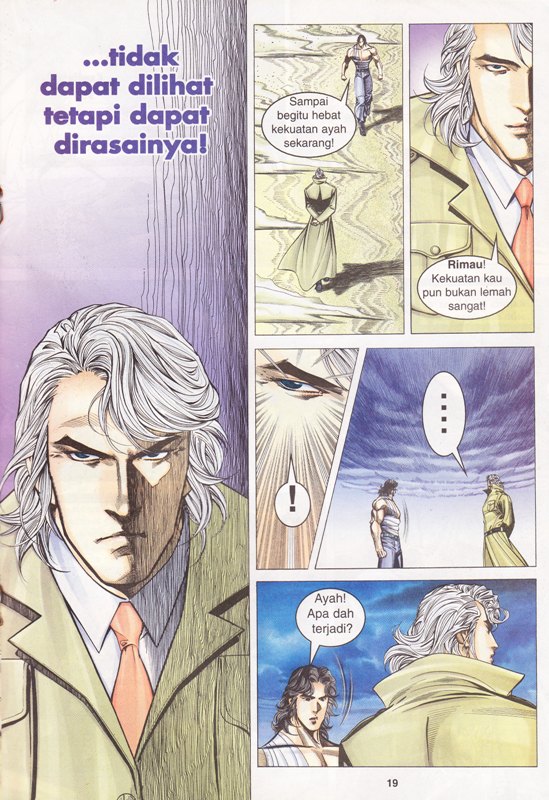 ...tidak
dapat dilihat
tetapi dapat
dirasainya!
Sampai
begitu hebat
kekuatan ayah
sekarang!
Rimau!
Kekuatan kau
pun bukan lemah
sangat!
!
....
Ayah!
Apa dah
terjadi?
19